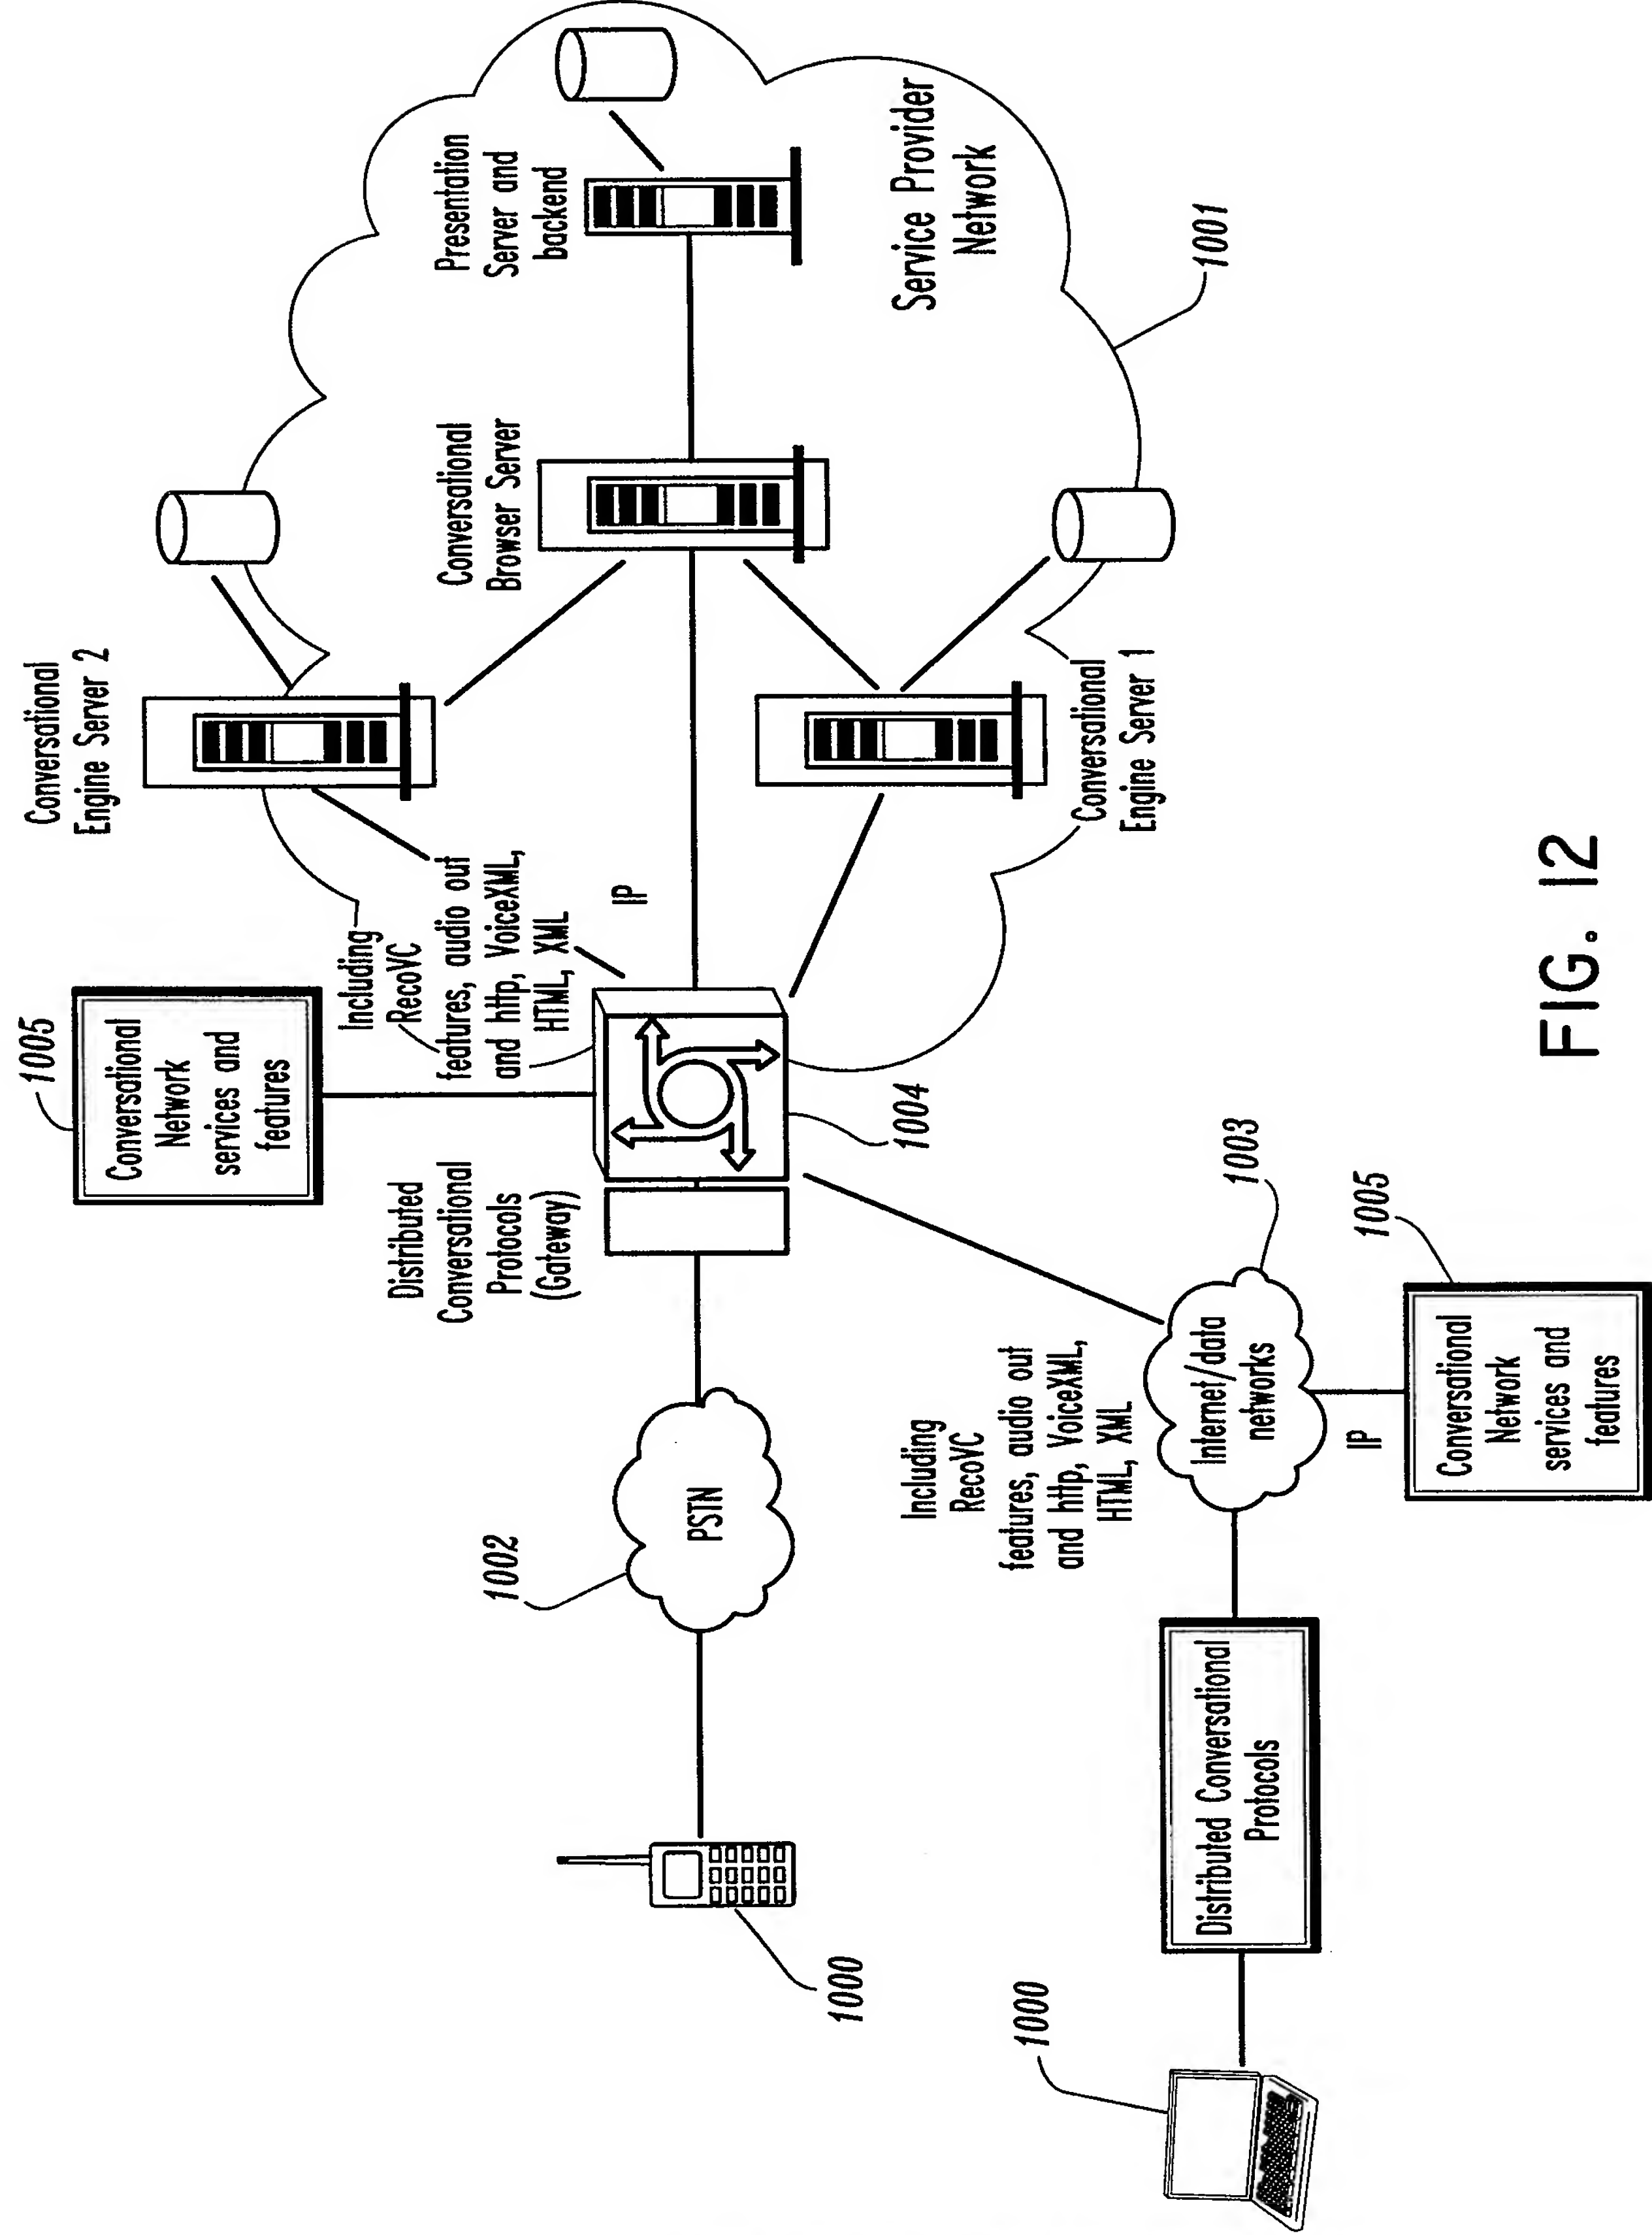 Conversational
Engine Server 2
Presentation
Server and
backend
Conversational
Browser Server
Service Provider
Network
1001
1005
Conversational
Network
services and
features
Including
RecoVC
features, audio out
and http, VoiceXML,
HTML, XML
IP
Conversational
Engine Server 1
Distributed
Conversational
Protocols
(Gateway)
1004
1002
PSTN
1000
1003
Including
RecoVC
features, audio out
and http, VoiceXML,
HTML, XML
Internet/data
networks
IP
1005
Conversational
Network
services and
features
Distributed Conversational
Protocols
1000
FIG. 12